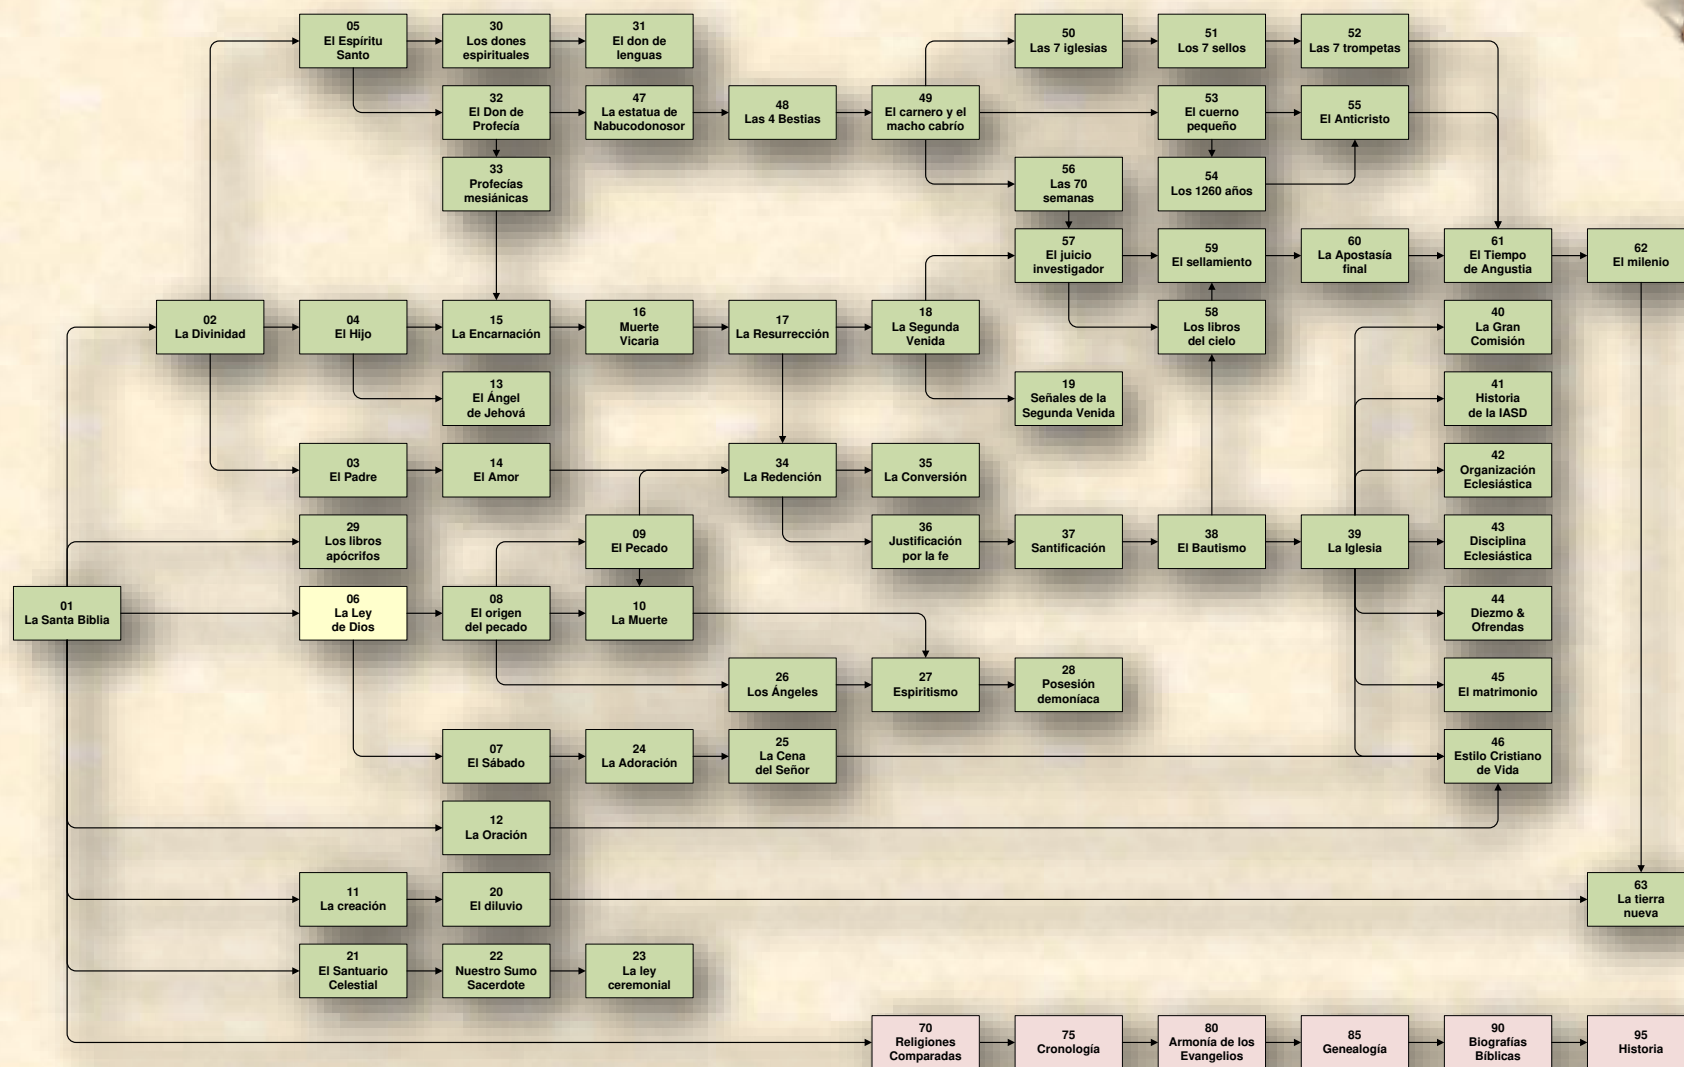 05
El Espíritu
Santo
30
Los dones
espirituales
31
El don de
lenguas
50
Las 7 iglesias
51
Los 7 sellos
52
Las 7 trompetas
32
El Don de
Profecía
47
La estatua de
Nabucodonosor
48
Las 4 Bestias
49
El carnero y el
macho cabrío
53
El cuerno
pequeño
55
El Anticristo
33
Profecías
mesiánicas
56
Las 70
semanas
54
Los 1260 años
57
El juicio
investigador
59
El sellamiento
60
La Apostasía
final
61
El Tiempo
de Angustia
62
El milenio
02
La Divinidad
04
El Hijo
15
La Encarnación
16
Muerte
Vicaria
17
La Resurrección
18
La Segunda
Venida
58
Los libros
del cielo
40
La Gran
Comisión
13
El Ángel
de Jehová
19
Señales de la
Segunda Venida
41
Historia
de la IASD
03
El Padre
14
El Amor
34
La Redención
35
La Conversión
42
Organización
Eclesiástica
29
Los libros
apócrifos
09
El Pecado
36
Justificación
por la fe
37
Santificación
38
El Bautismo
39
La Iglesia
43
Disciplina
Eclesiástica
01
La Santa Biblia
06
La Ley
de Dios
08
El origen
del pecado
10
La Muerte
44
Diezmo &
Ofrendas
26
Los Ángeles
27
Espiritismo
28
Posesión
demoníaca
45
El matrimonio
07
El Sábado
24
La Adoración
25
La Cena
del Señor
46
Estilo Cristiano
de Vida
12
La Oración
11
La creación
20
El diluvio
63
La tierra
nueva
21
El Santuario
Celestial
22
Nuestro Sumo
Sacerdote
23
La ley
ceremonial
70
Religiones
Comparadas
75
Cronología
80
Armonía de los
Evangelios
85
Genealogía
90
Biografías
Bíblicas
95
Historia